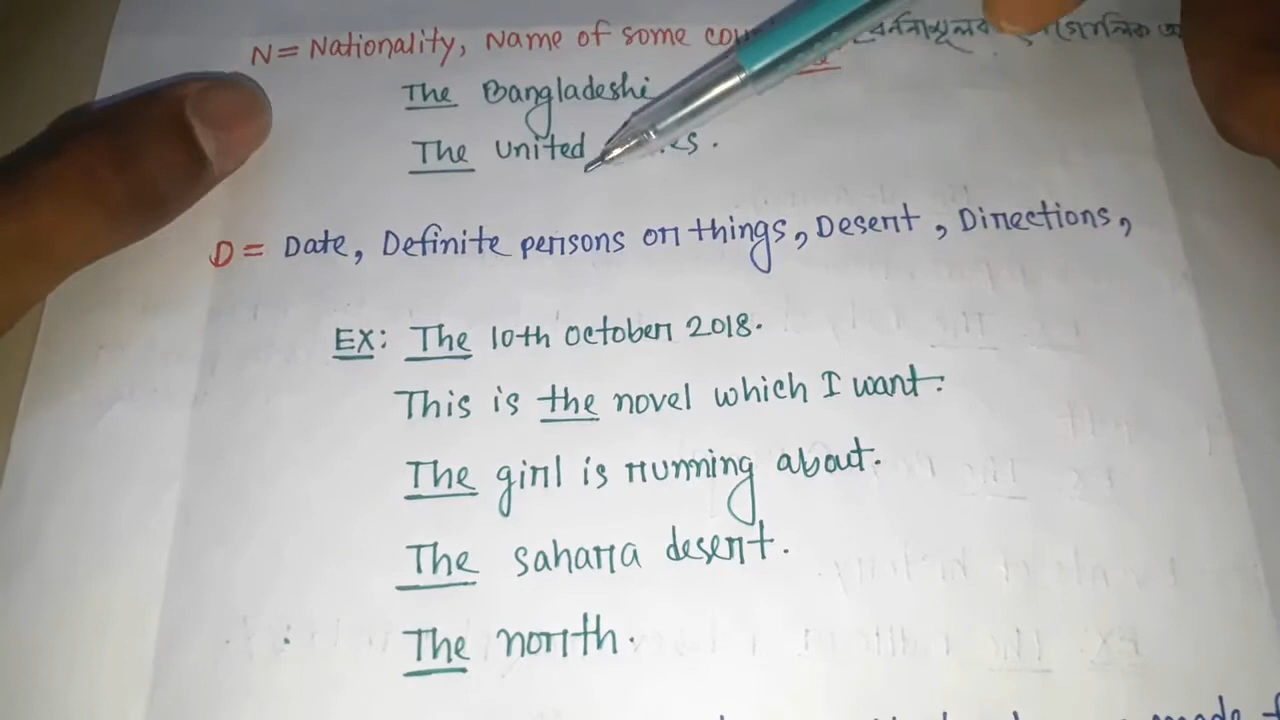 N = Nationality, Name of some
The Bangladeshi
The United
D = Date, Definite persons or things, Desert, Directions,
EX: The 10th October 2018.
This is the novel which I want.
The girl is running about.
The sahara desert.
The north.
made